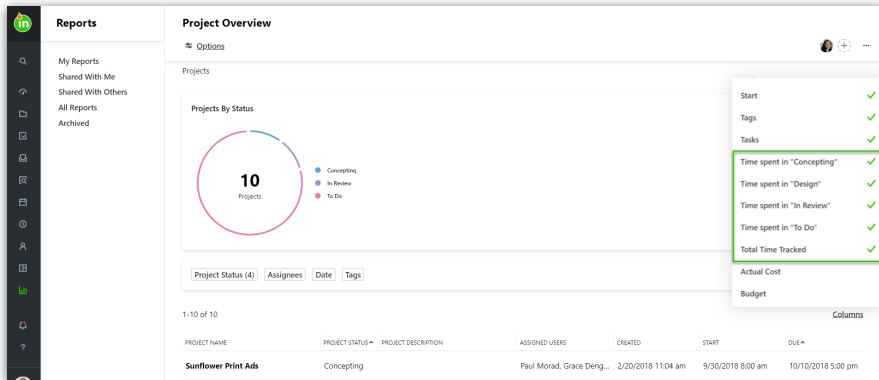 in
Reports
My Reports
Shared With Me
Shared With Others
All Reports
Archived
Project Overview
Options
Projects
Projects By Status
10
Projects
Concepting
In Review
To Do
Start
Tags
Tasks
Time spent in "Concepting"
Time spent in "Design"
Time spent in "In Review"
Time spent in "To Do"
Total Time Tracked
Actual Cost
Budget
Project Status (4) Assignees Date Tags
1-10 of 10 Columns
PROJECT NAME PROJECT STATUS PROJECT DESCRIPTION ASSIGNED USERS CREATED START DUE
Sunflower Print Ads Concepting Paul Morad, Grace Deng... 2/20/2018 11:04 am 9/30/2018 8:00 am 10/10/2018 5:00 pm